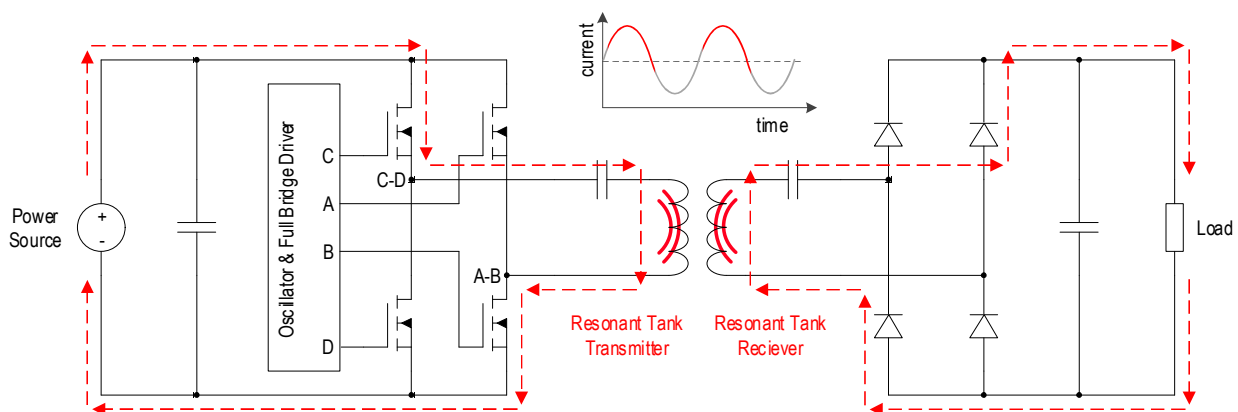 current
time
Oscillator & Full Bridge Driver
C
C-D
A
Power
Source
+
-
B
A-B
D
Resonant Tank
Transmitter
Resonant Tank
Reciever
Load